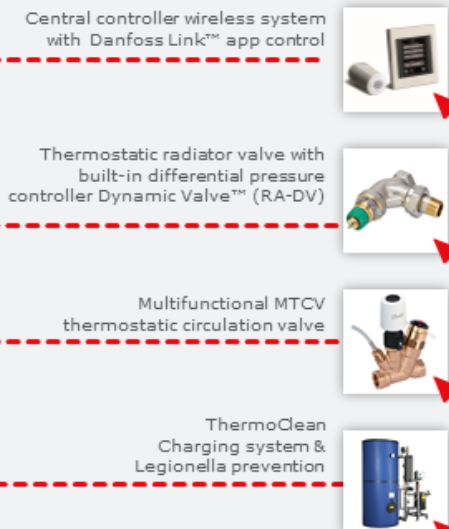 Central controller wireless system
with Danfoss Link™ app control
Thermostatic radiator valve with
built-in differential pressure
controller Dynamic Valve™ (RA-DV)
Multifunctional MTCV
thermostatic circulation valve
ThermoClean
Charging system &
Legionella prevention